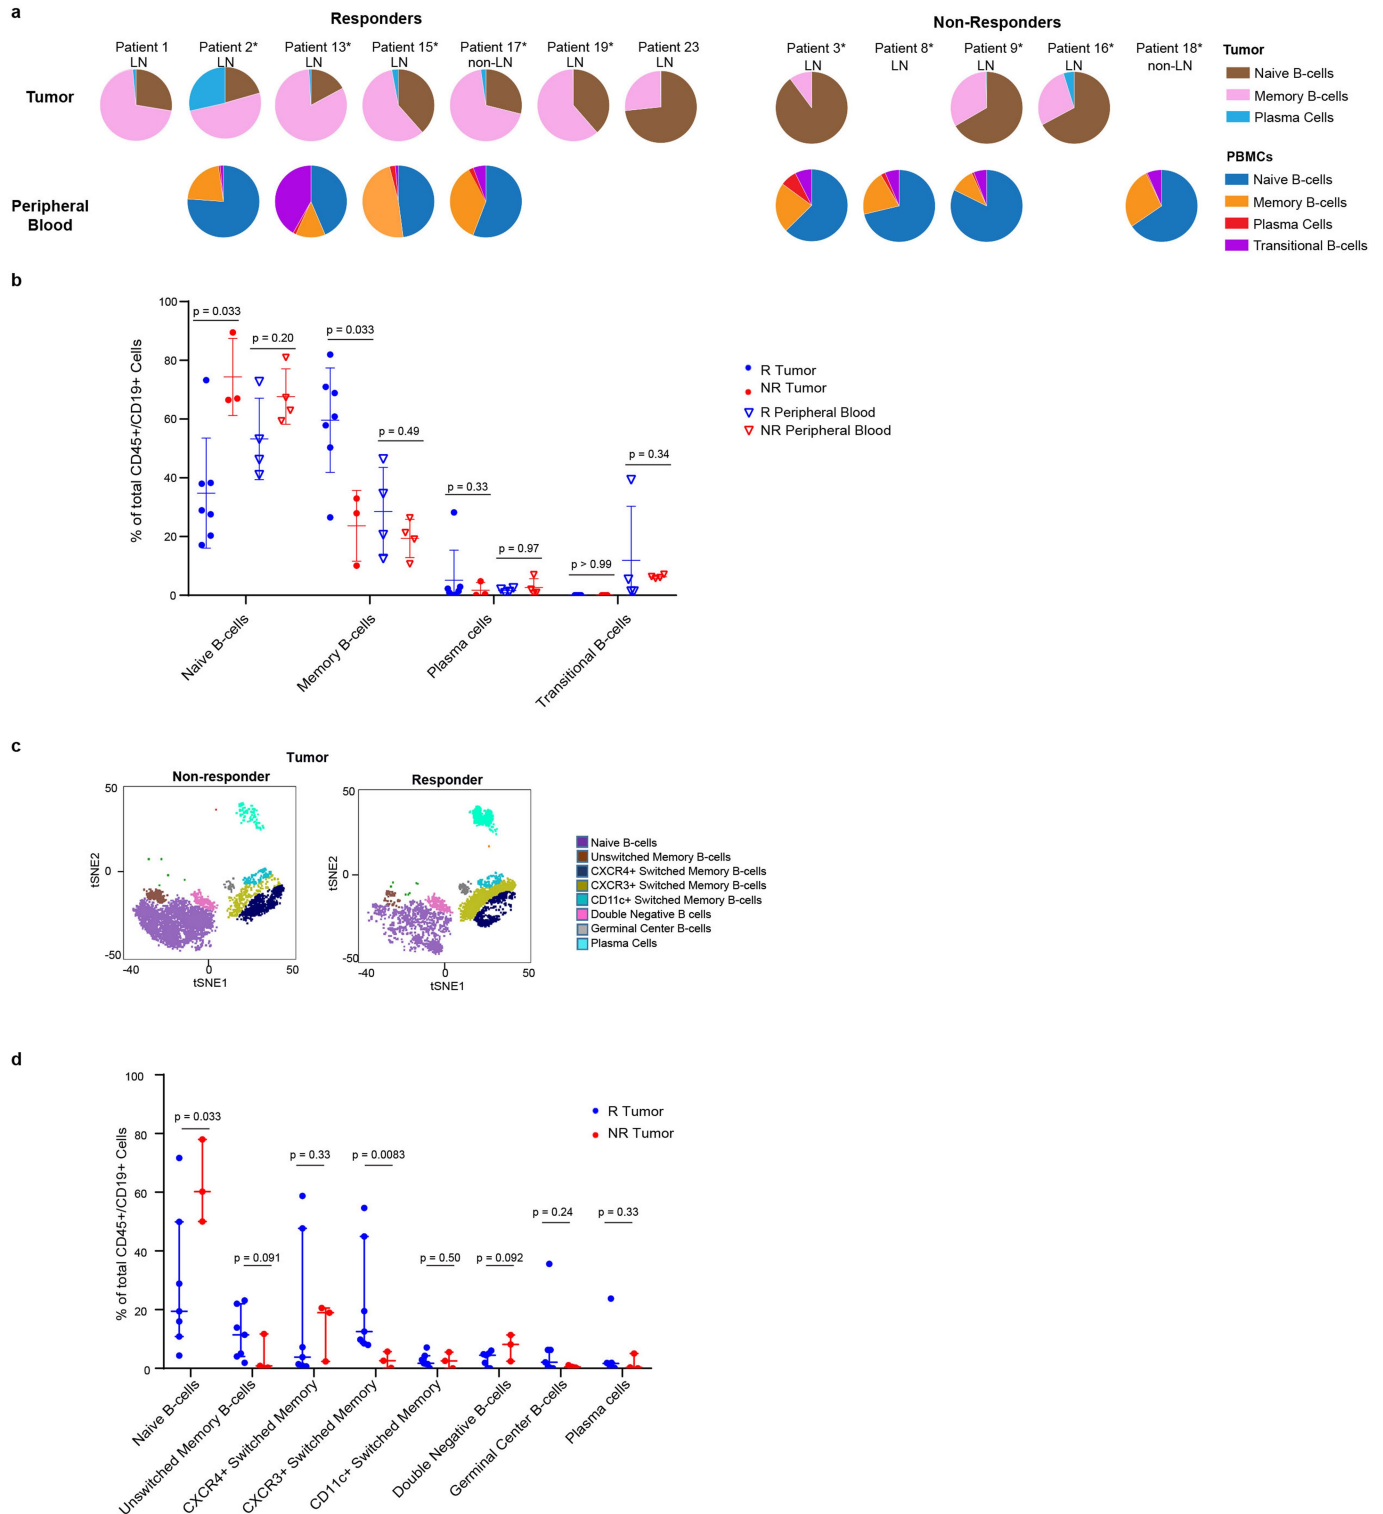 a
Responders
Non-Responders
Patient 1
LN
Patient 2*
LN
Patient 13*
LN
Patient 15*
LN
Patient 17*
non-LN
Patient 19*
LN
Patient 23
LN
Patient 3*
LN
Patient 8*
LN
Patient 9*
LN
Patient 16*
LN
Patient 18*
non-LN
Tumor
Peripheral
Blood
Tumor
Naive B-cells
Memory B-cells
Plasma Cells
PBMCs
Naive B-cells
Memory B-cells
Plasma Cells
Transitional B-cells
b
% of total CD45+/CD19+ Cells
100
80
60
40
20
0
p = 0.033
p = 0.20
p = 0.033
p = 0.49
p = 0.33
p = 0.97
p > 0.99
p = 0.34
Naive B-cells
Memory B-cells
Plasma cells
Transitional B-cells
R Tumor
NR Tumor
R Peripheral Blood
NR Peripheral Blood
c
Tumor
Non-responder
Responder
50
0
-50
tSNE2
-40
0
50
tSNE1
50
0
-50
tSNE2
-40
0
50
tSNE1
Naive B-cells
Unswitched Memory B-cells
CXCR4+ Switched Memory B-cells
CXCR3+ Switched Memory B-cells
CD11c+ Switched Memory B-cells
Double Negative B cells
Germinal Center B-cells
Plasma Cells
d
% of total CD45+/CD19+ Cells
100
80
60
40
20
0
p = 0.033
p = 0.091
p = 0.33
p = 0.0083
p = 0.50
p = 0.092
p = 0.24
p = 0.33
R Tumor
NR Tumor
Naive B-cells
Unswitched Memory B-cells
CXCR4+ Switched Memory
CXCR3+ Switched Memory
CD11c+ Switched Memory
Double Negative B-cells
Germinal Center B-cells
Plasma cells